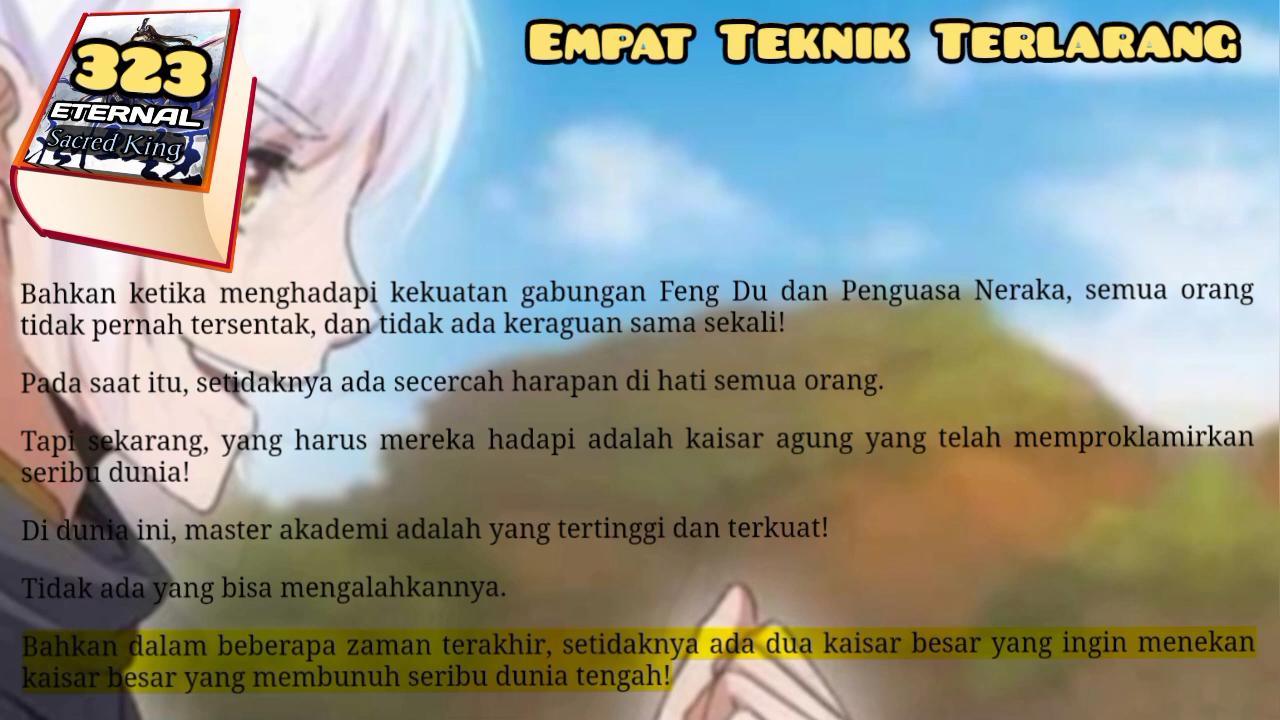 323
ETERNAL
Sacred King
EMPAT TEKNIK TERLARANG
Bahkan ketika menghadapi kekuatan gabungan Feng Du dan Penguasa Neraka, semua orang
tidak pernah tersentak, dan tidak ada keraguan sama sekali!
Pada saat itu, setidaknya ada secercah harapan di hati semua orang.
Tapi sekarang, yang harus mereka hadapi adalah kaisar agung yang telah memproklamirkan
seribu dunia!
Di dunia ini, master akademi adalah yang tertinggi dan terkuat!
Tidak ada yang bisa mengalahkannya.
Bahkan dalam beberapa zaman terakhir, setidaknya ada dua kaisar besar yang ingin menekan
kaisar besar yang membunuh seribu dunia tengah!